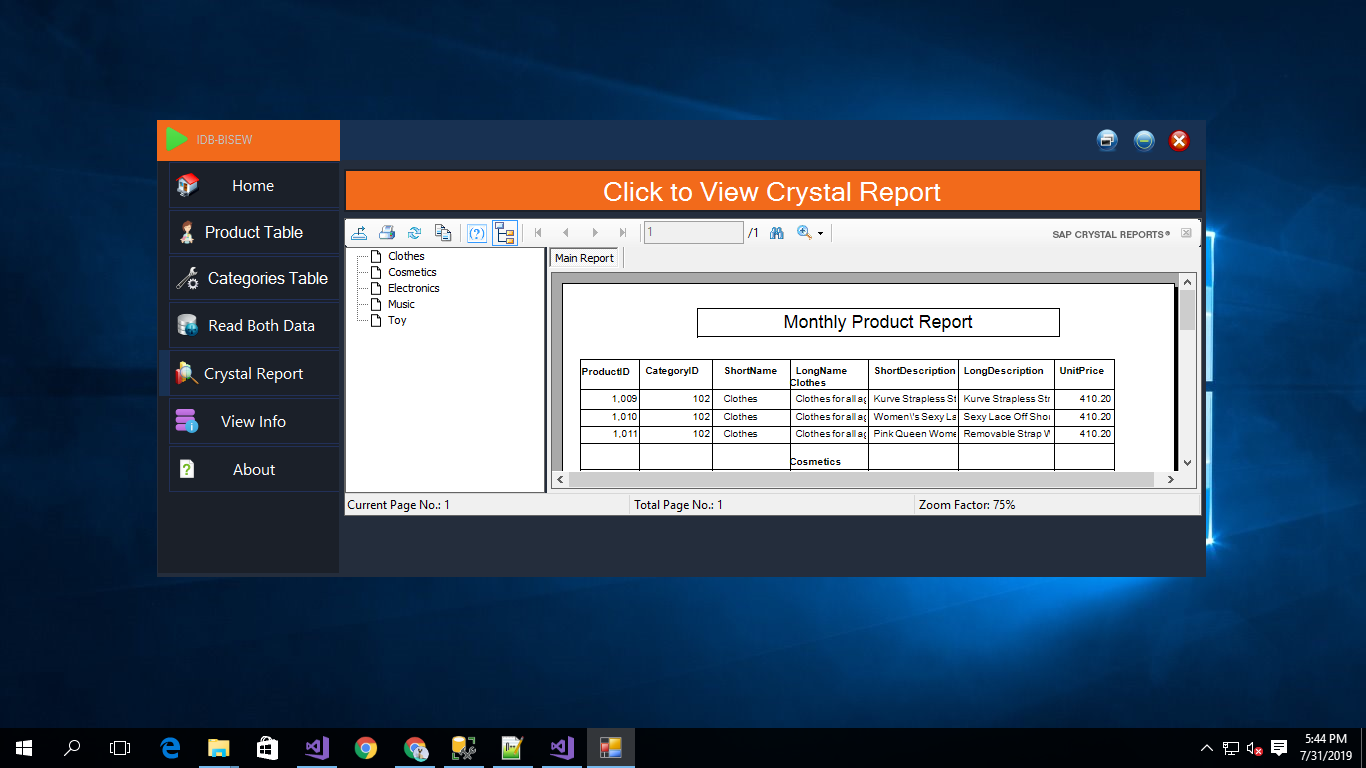 IDB-BISEW
Home
Product Table
Categories Table
Read Both Data
Crystal Report
View Info
About
Click to View Crystal Report
1 /1 SAP CRYSTAL REPORTS®
Clothes
Cosmetics
Electronics
Music
Toy
Main Report
Monthly Product Report
ProductID CategoryID ShortName LongName ShortDescription LongDescription UnitPrice
Clothes
1,009 102 Clothes Clothes for all ag Kurve Strapless St Kurve Strapless Str 410.20
1,010 102 Clothes Clothes for all ag Women\'s Sexy La Sexy Lace Off Shou 410.20
1,011 102 Clothes Clothes for all ag Pink Queen Wome Removable Strap W 410.20
Cosmetics
Current Page No.: 1 Total Page No.: 1 Zoom Factor: 75%
5:44 PM
7/31/2019